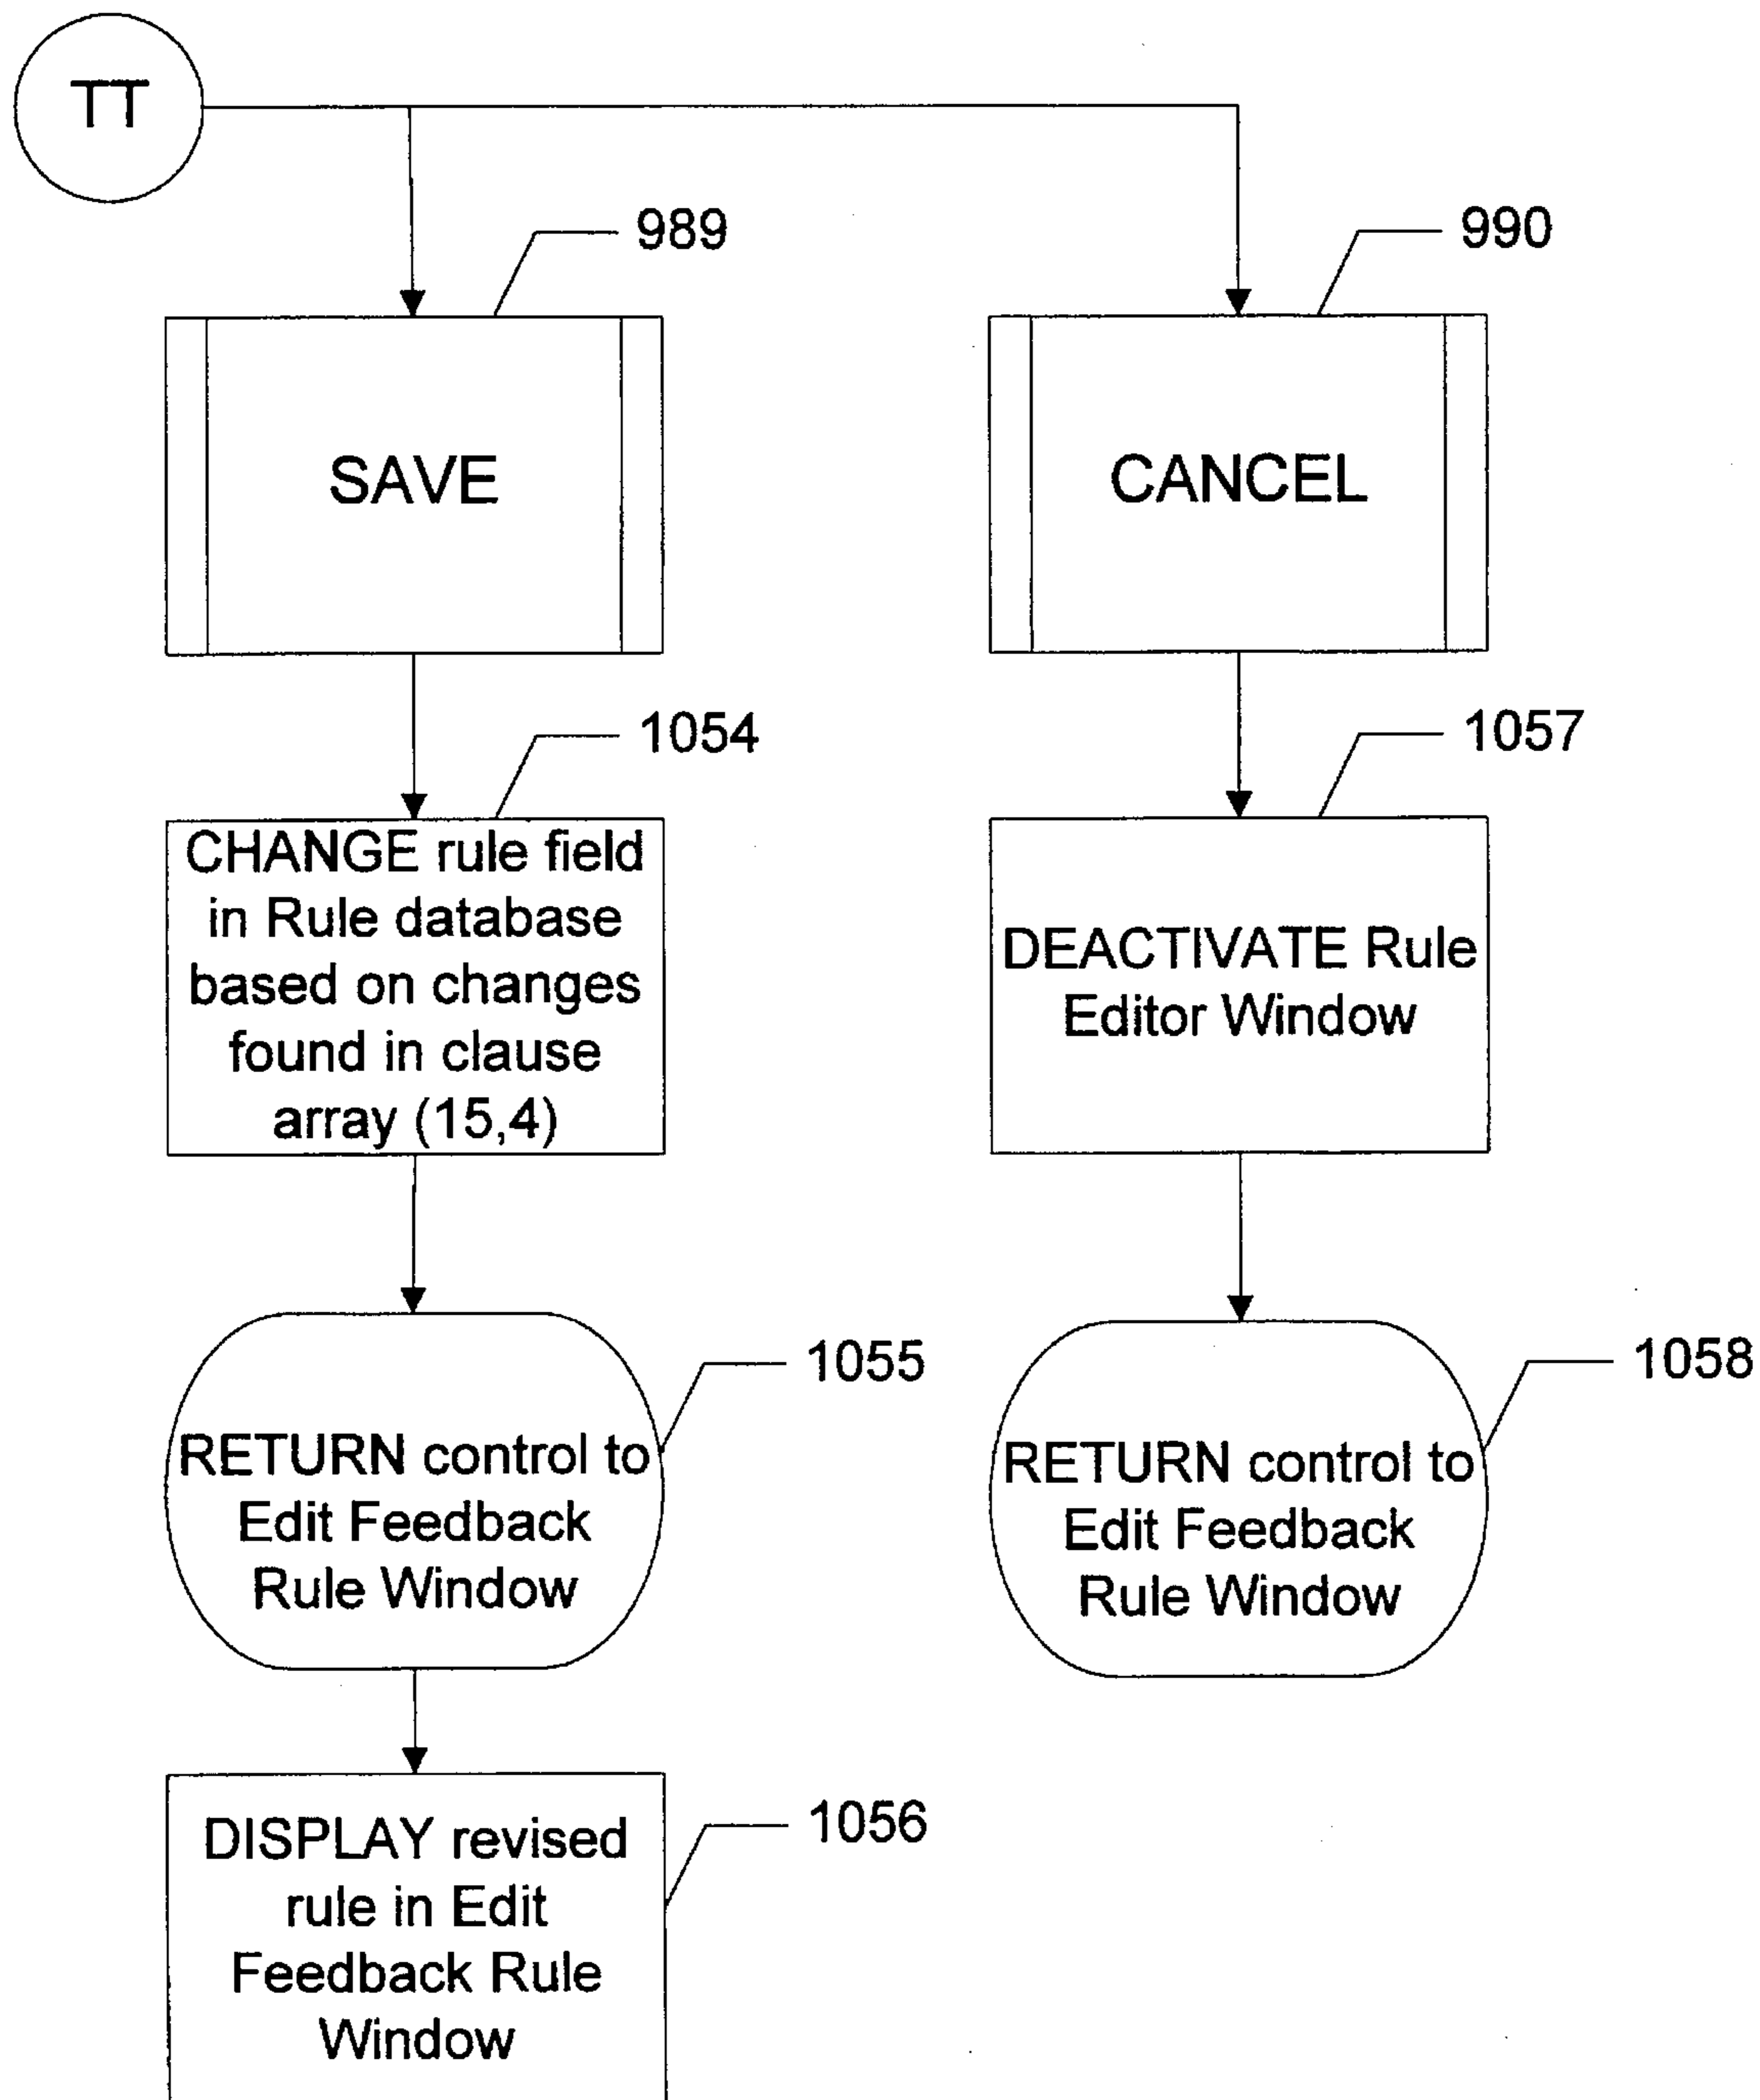 TT
989
990
SAVE
CANCEL
1054
1057
CHANGE rule field
in Rule database
based on changes
found in clause
array (15,4)
DEACTIVATE Rule
Editor Window
1055
1058
RETURN control to
Edit Feedback
Rule Window
RETURN control to
Edit Feedback
Rule Window
1056
DISPLAY revised
rule in Edit
Feedback Rule
Window